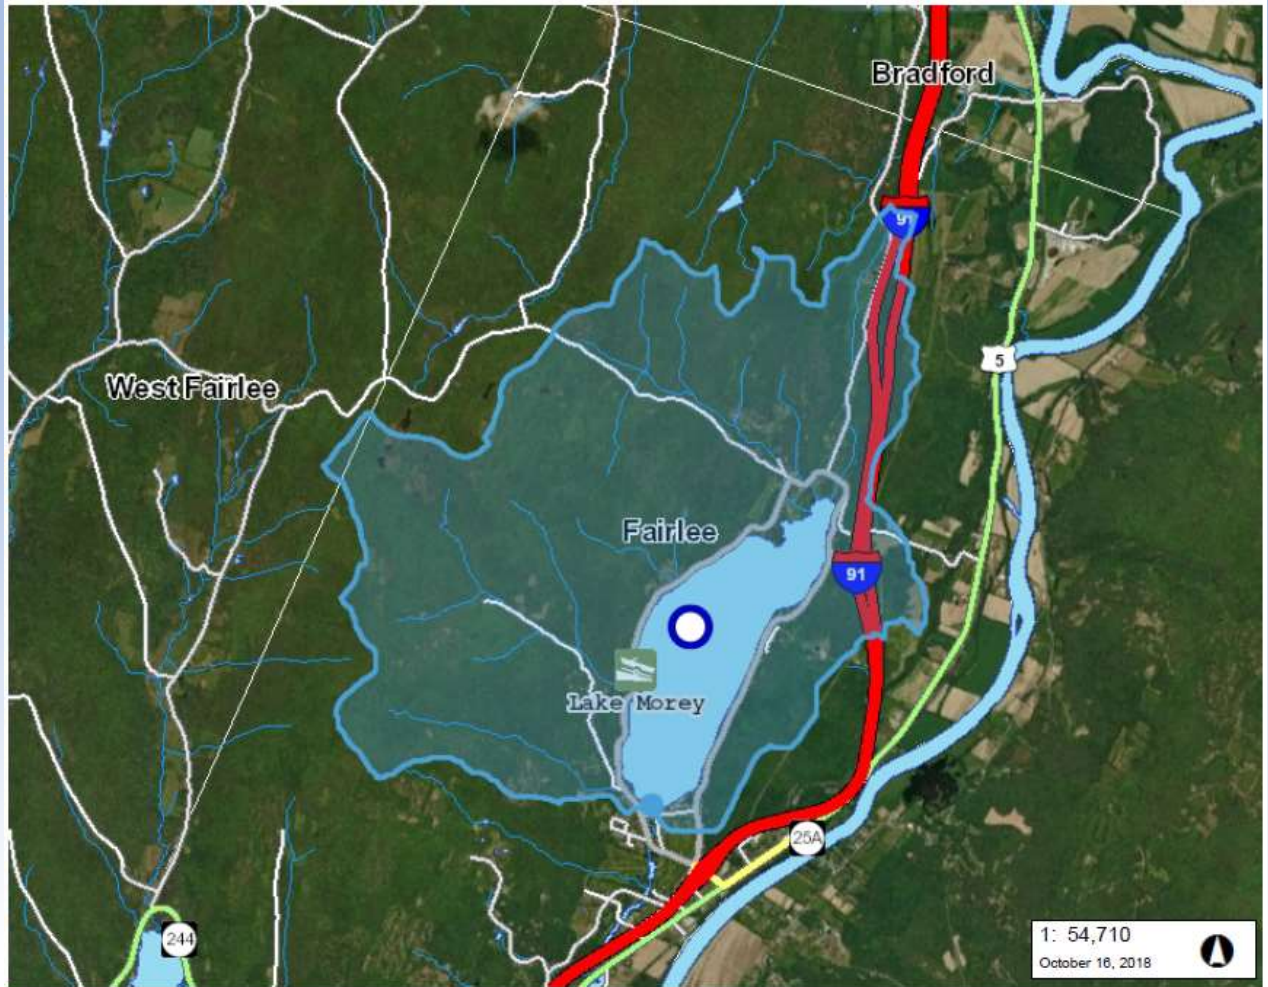 Bradford
91
5
West Fairlee
Fairlee
91
Lake Morey
25A
244
1: 54,710
October 16, 2018